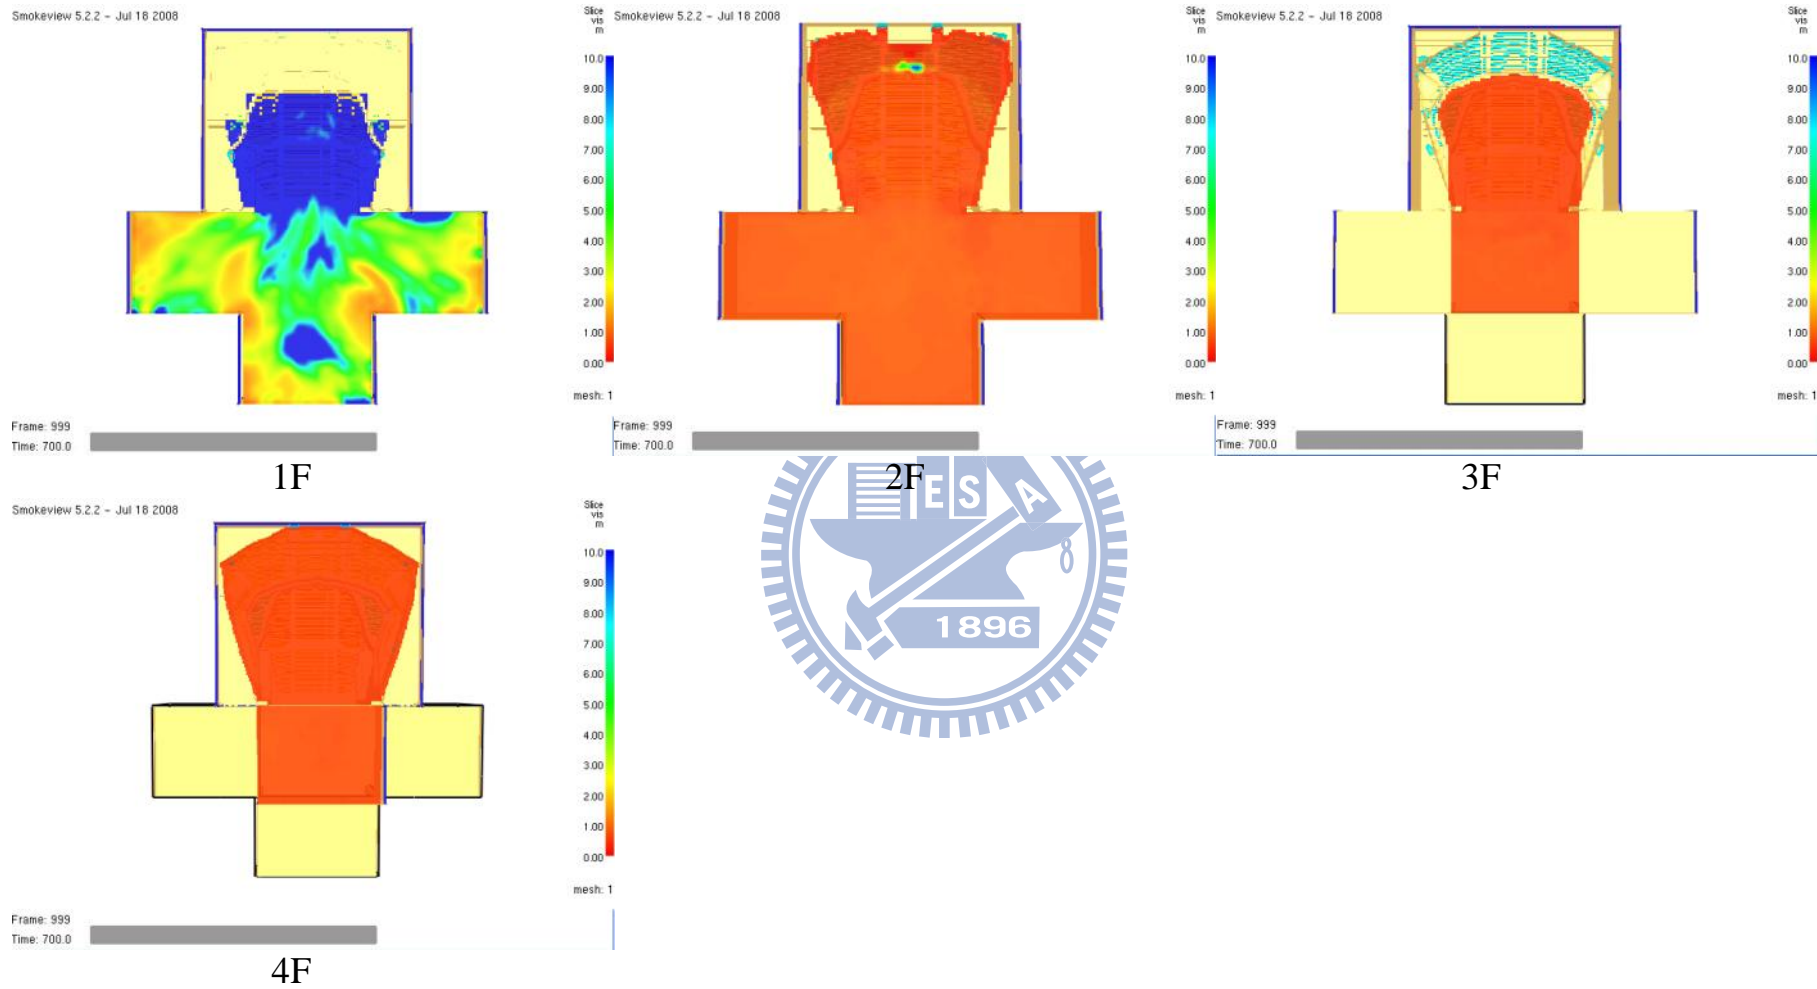 Smokeview 5.2.2 - Jul 18 2008
Slice
vis
m
10.0
9.00
8.00
7.00
6.00
5.00
4.00
3.00
2.00
1.00
0.00
mesh: 1
Frame: 999
Time: 700.0
1F
Smokeview 5.2.2 - Jul 18 2008
Slice
vis
m
10.0
9.00
8.00
7.00
6.00
5.00
4.00
3.00
2.00
1.00
0.00
mesh: 1
Frame: 999
Time: 700.0
2F
Smokeview 5.2.2 - Jul 18 2008
Slice
vis
m
10.0
9.00
8.00
7.00
6.00
5.00
4.00
3.00
2.00
1.00
0.00
mesh: 1
Frame: 999
Time: 700.0
3F
Smokeview 5.2.2 - Jul 18 2008
Slice
vis
m
10.0
9.00
8.00
7.00
6.00
5.00
4.00
3.00
2.00
1.00
0.00
mesh: 1
Frame: 999
Time: 700.0
4F
ESA
8
1896